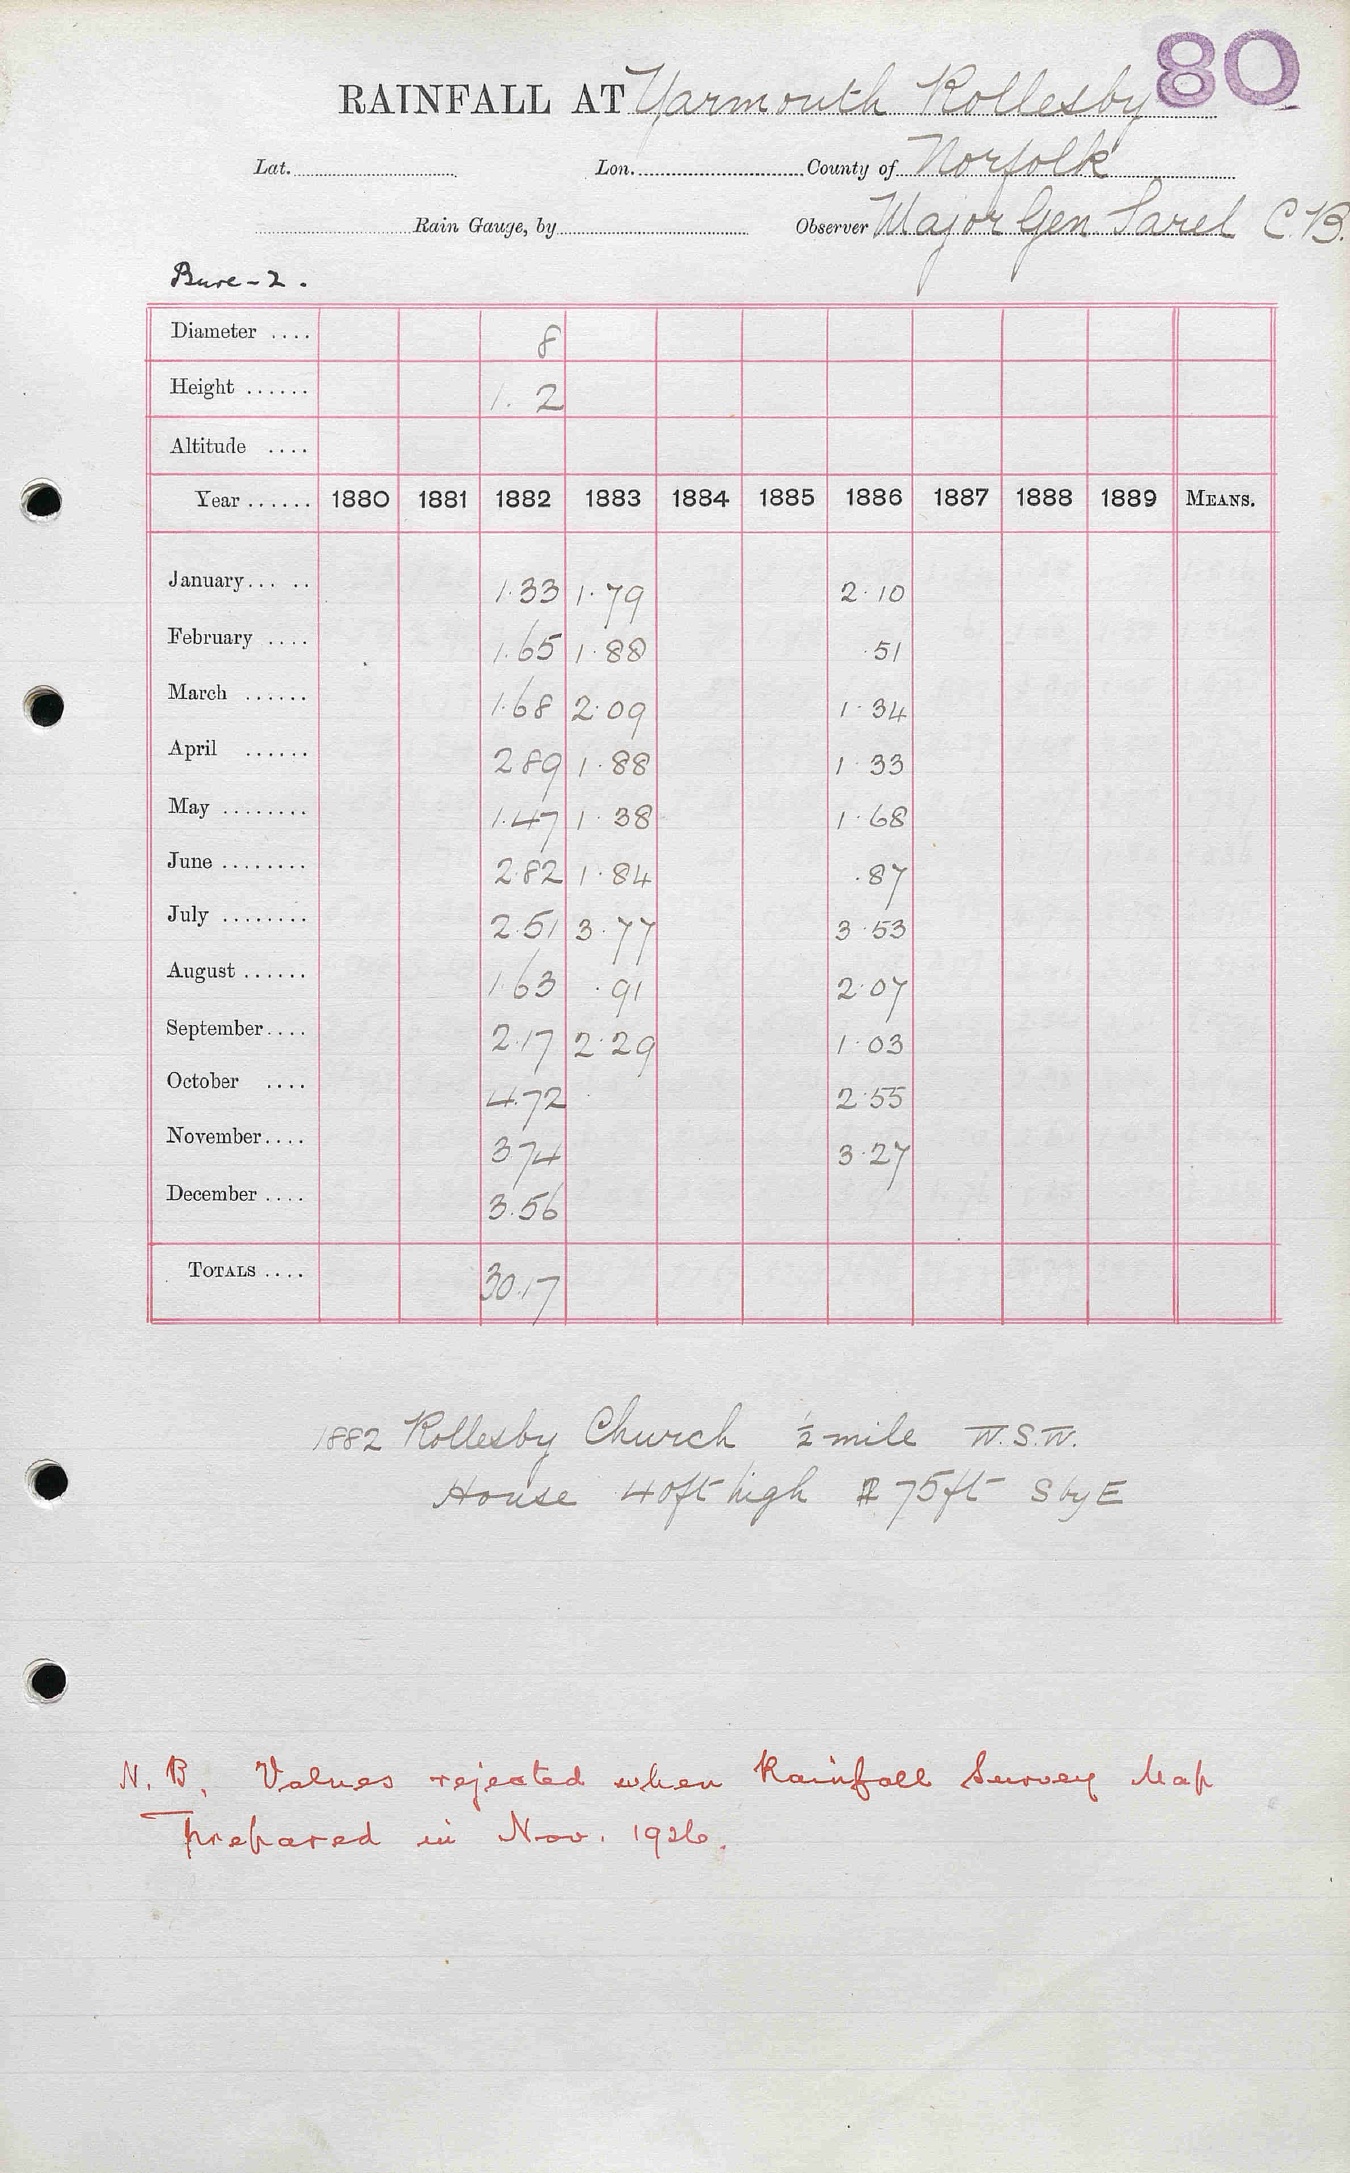 80
RAINFALL AT Yarmouth Rollesby
Lat. Lon. County of Norfolk
Rain Gauge, by Observer Major Gen Sarel C.B.
Bure - 2.
Diameter .... 8
Height ...... 1. 2
Altitude ....
Year ...... 1880 1881 1882 1883 1884 1885 1886 1887 1888 1889 MEANS.
January... .. 1.33 1.79 2.10
February .... 1.65 1.88 .51
March ...... 1.68 2.09 1.34
April ...... 2 89 1.88 1.33
May ........ 1.47 1.38 1.68
June ........ 2.82 1.84 .87
July ........ 2.51 3.77 3.53
August ...... 1.63 .91 2.07
September.... 2.17 2.29 1.03
October .... 4.72 2.55
November.... 3 74 3.27
December .... 3.56
TOTALS .... 30.17
1882 Rollesby Church ½ mile W.S.W.
House 40ft high 75ft S by E
N.B. Values rejected when Rainfall Survey Map
prepared in Nov. 1926.